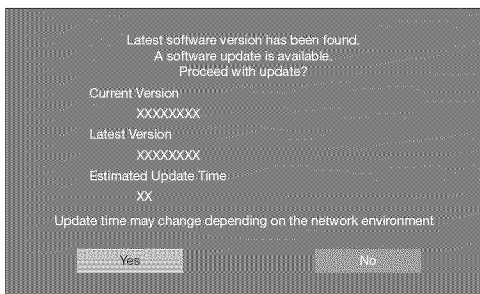 Latest software version has been found.
A software update is available.
Proceed with update?
Current Version
XXXXXXXX
Latest Version
XXXXXXXX
Estimated Update Time
XX
Update time may change depending on the network environment
Yes
No